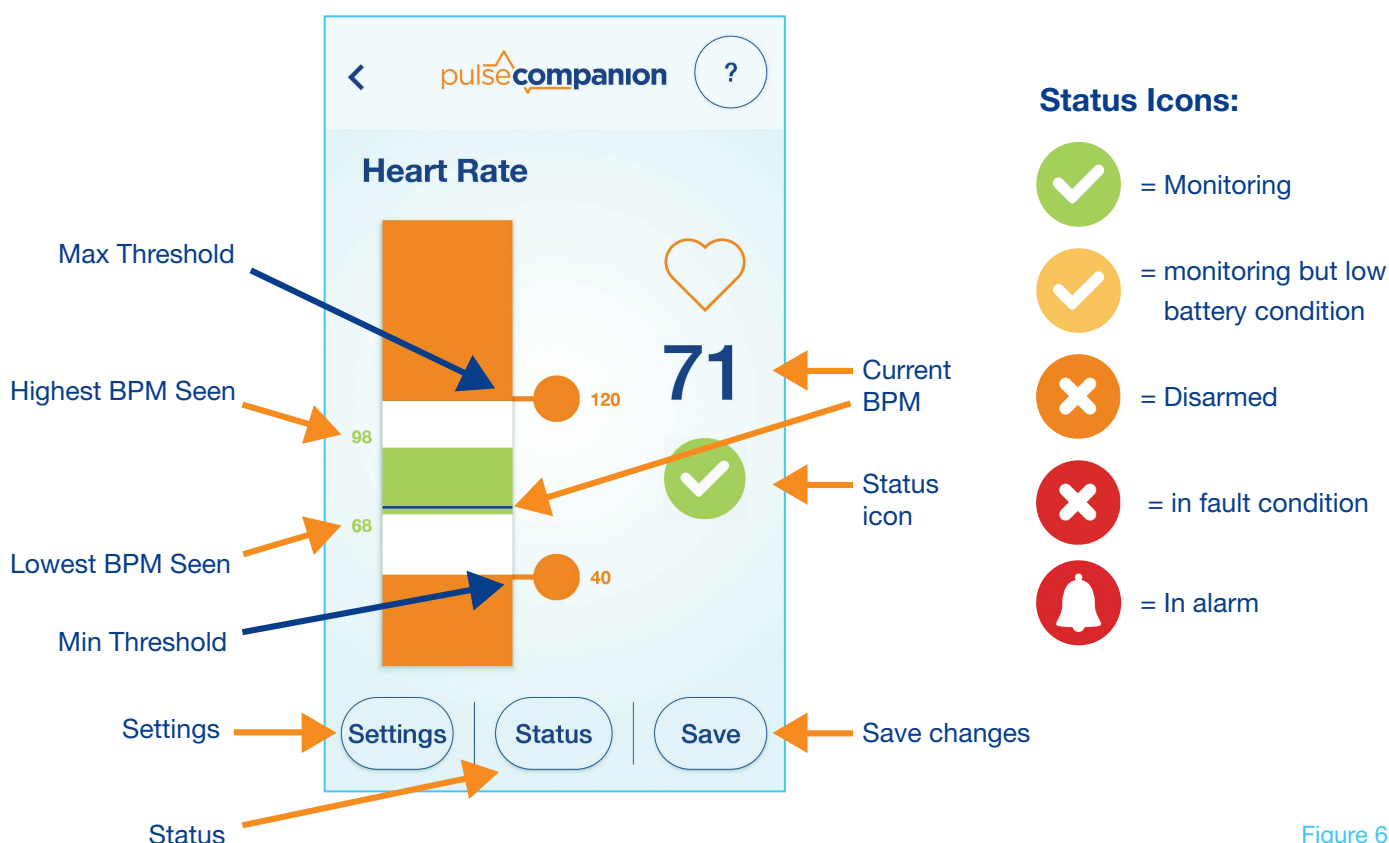 pulsecompanion
?
Heart Rate
Max Threshold
Highest BPM Seen
98
68
Lowest BPM Seen
Min Threshold
120
40
71
Current
BPM
Status
icon
Settings
Settings
Status
Save
Save changes
Status
Status Icons:
= Monitoring
= monitoring but low
battery condition
= Disarmed
= in fault condition
= In alarm
Figure 6